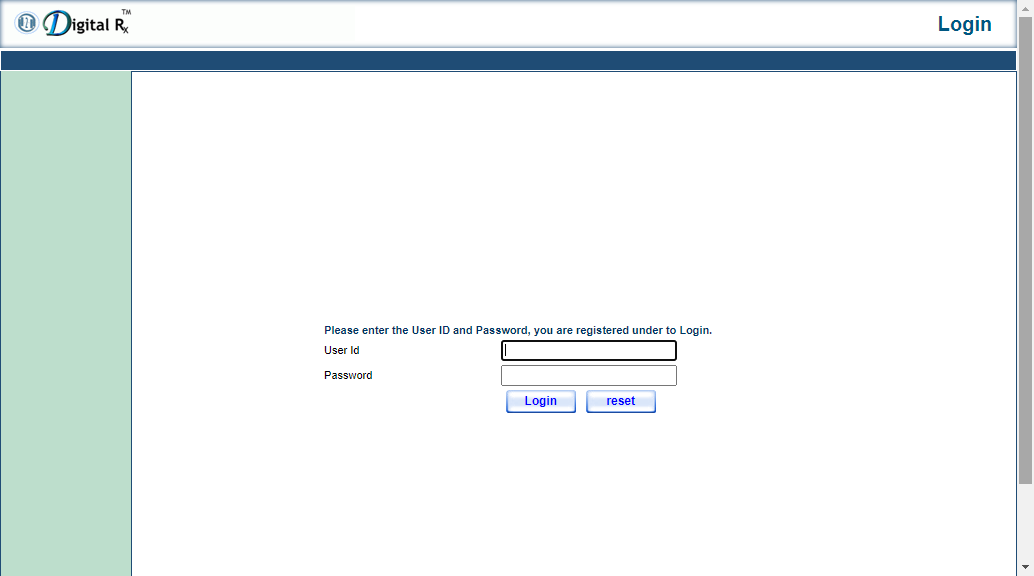 Digital Rx™
Login
Please enter the User ID and Password, you are registered under to Login.
User Id
Password
Login reset